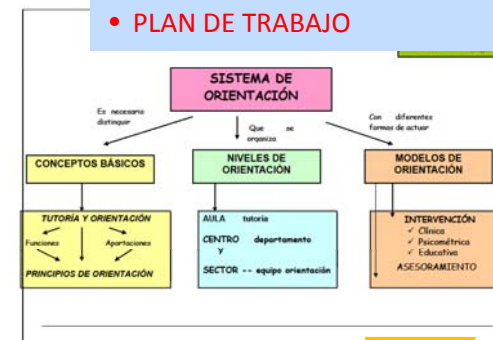 • PLAN DE TRABAJO
SISTEMA DE
ORIENTACIÓN
Es necesario
distinguir
Que se
organiza
Con diferentes
formas de actuar
CONCEPTOS BÁSICOS
NIVELES DE
ORIENTACIÓN
MODELOS DE
ORIENTACIÓN
TUTORÍA Y ORIENTACIÓN
Funciones
Aportaciones
PRINCIPIOS DE ORIENTACIÓN
AULA tutoria
CENTRO departamento
Y
SECTOR -- equipo orientación
INTERVENCIÓN
✓ Clínica
✓ Psicométrica
✓ Educativa
ASESORAMIENTO